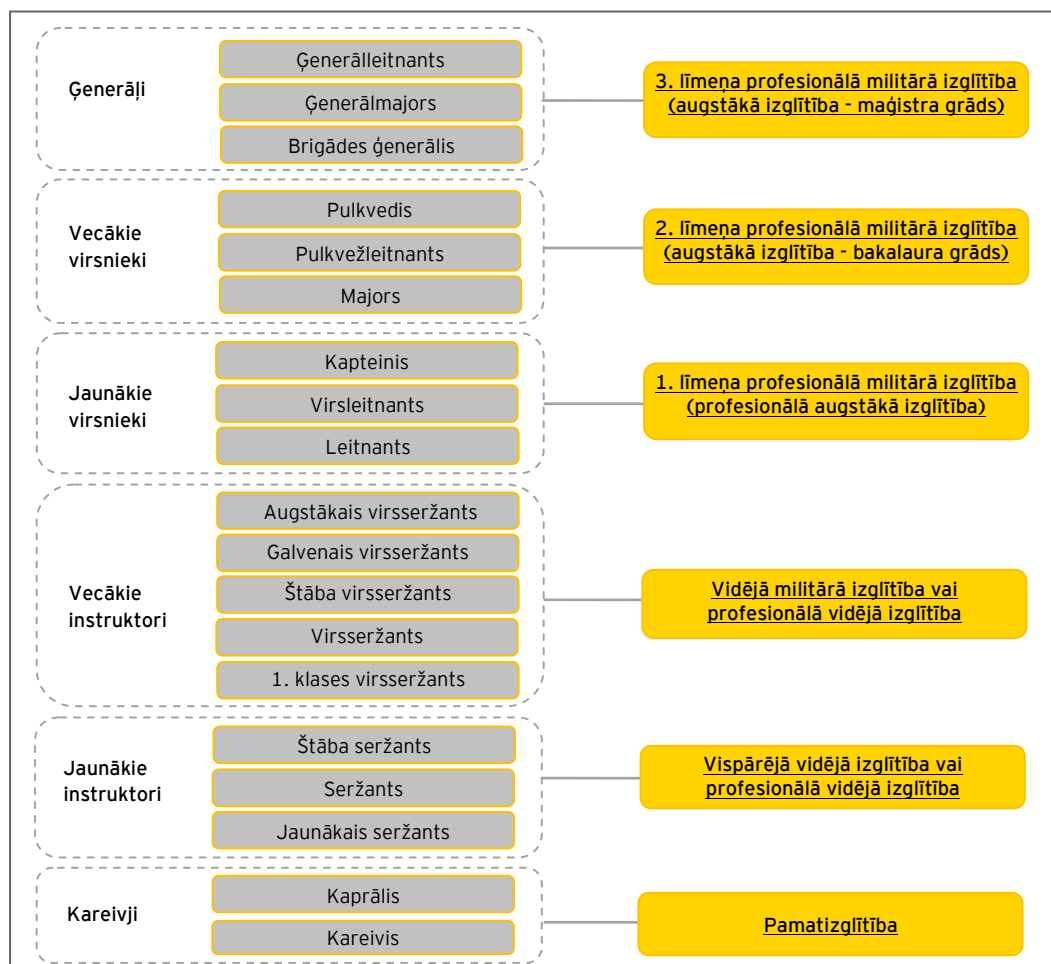 Ģenerāļi
Ģenerālleitnants
Ģenerālmajors
Brigādes ģenerālis
3. līmeņa profesionālā militārā izglītība
(augstākā izglītība - maģistra grāds)
Vecākie
virsnieki
Pulkvedis
Pulkvežleitnants
Majors
2. līmeņa profesionālā militārā izglītība
(augstākā izglītība - bakalaura grāds)
Jaunākie
virsnieki
Kapteinis
Virsleitnants
Leitnants
1. līmeņa profesionālā militārā izglītība
(profesionālā augstākā izglītība)
Vecākie
instruktori
Augstākais virsseržants
Galvenais virsseržants
Štāba virsseržants
Virsseržants
1. klases virsseržants
Vidējā militārā izglītība vai
profesionālā vidējā izglītība
Jaunākie
instruktori
Štāba seržants
Seržants
Jaunākais seržants
Vispārējā vidējā izglītība vai
profesionālā vidējā izglītība
Kareivji
Kaprālis
Kareivis
Pamatizglītība